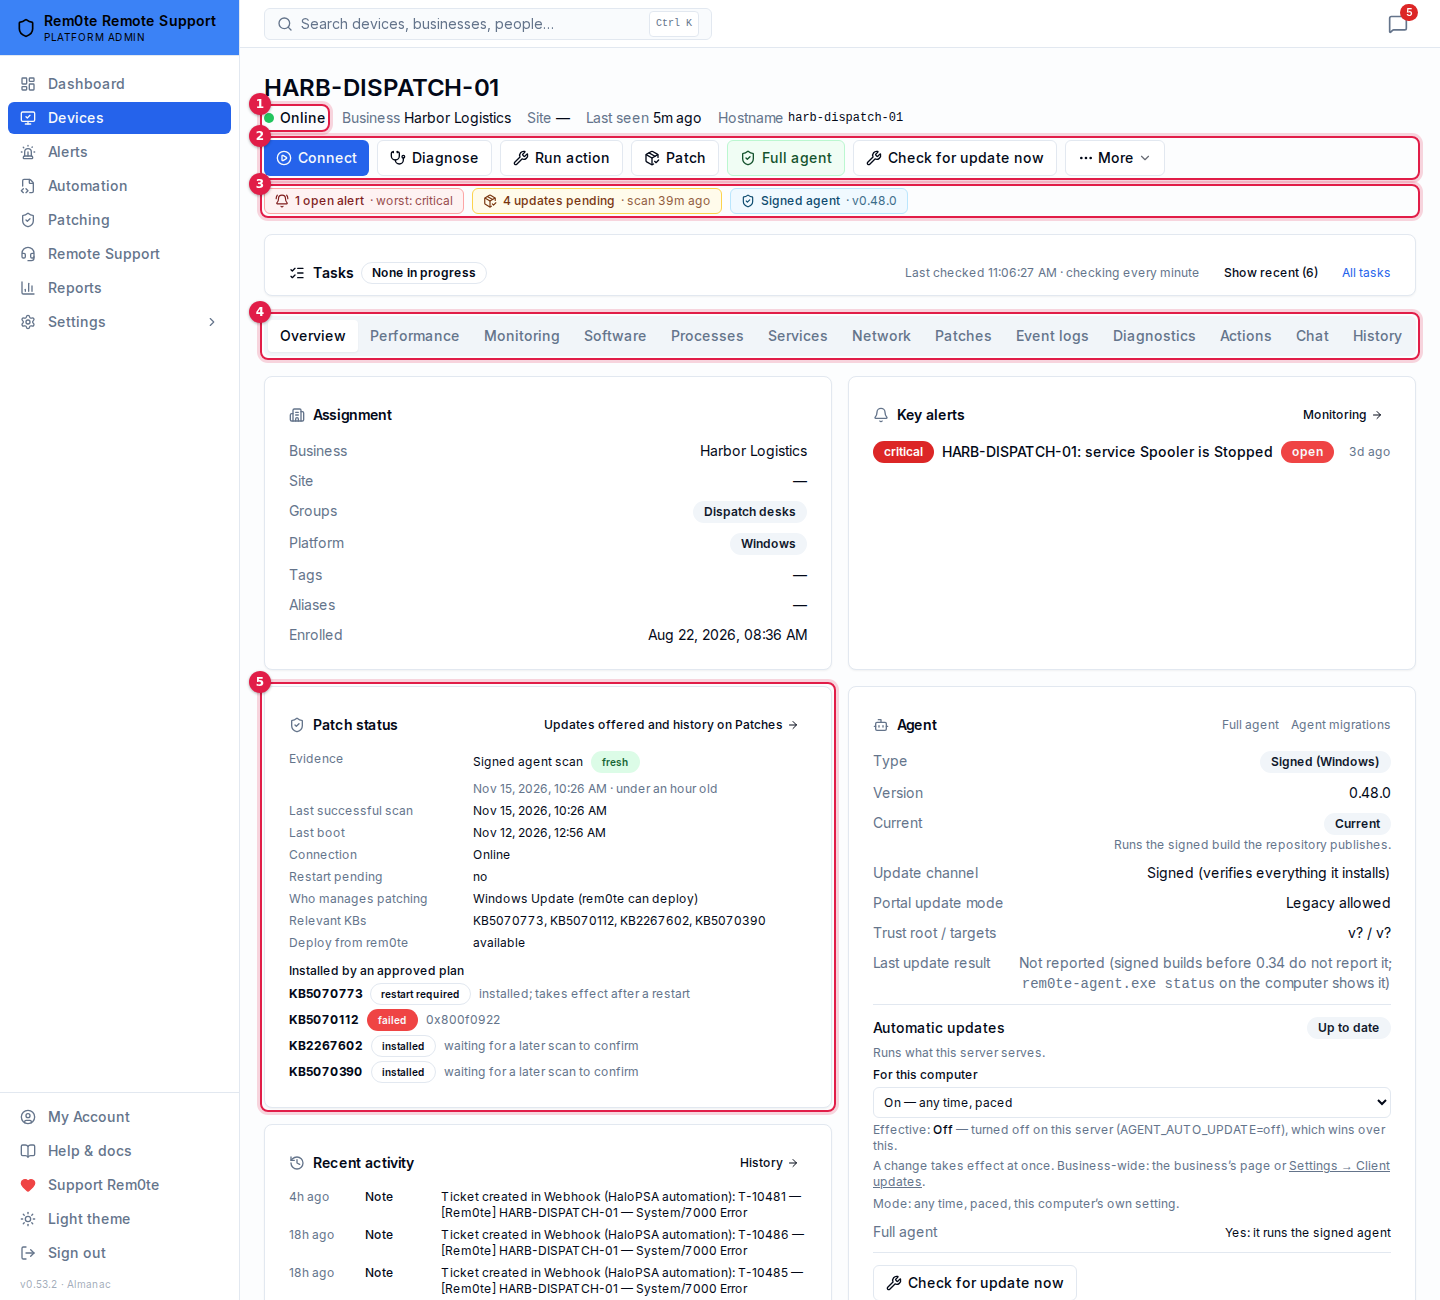 Rem0te Remote Support
PLATFORM ADMIN
Search devices, businesses, people…
Ctrl K
5
Dashboard
Devices
Alerts
Automation
Patching
Remote Support
Reports
Settings
HARB-DISPATCH-01
1
Online
Business Harbor Logistics
Site —
Last seen 5m ago
Hostname harb-dispatch-01
2
Connect
Diagnose
Run action
Patch
Full agent
Check for update now
More
3
1 open alert · worst: critical
4 updates pending · scan 39m ago
Signed agent · v0.48.0
Tasks
None in progress
Last checked 11:06:27 AM · checking every minute
Show recent (6)
All tasks
4
Overview
Performance
Monitoring
Software
Processes
Services
Network
Patches
Event logs
Diagnostics
Actions
Chat
History
Assignment
Business Harbor Logistics
Site —
Groups Dispatch desks
Platform Windows
Tags —
Aliases —
Enrolled Aug 22, 2026, 08:36 AM
Key alerts
Monitoring →
critical HARB-DISPATCH-01: service Spooler is Stopped open 3d ago
5
Patch status
Updates offered and history on Patches →
Evidence Signed agent scan fresh
Nov 15, 2026, 10:26 AM · under an hour old
Last successful scan Nov 15, 2026, 10:26 AM
Last boot Nov 12, 2026, 12:56 AM
Connection Online
Restart pending no
Who manages patching Windows Update (rem0te can deploy)
Relevant KBs KB5070773, KB5070112, KB2267602, KB5070390
Deploy from rem0te available
Installed by an approved plan
KB5070773 restart required installed; takes effect after a restart
KB5070112 failed 0x800f0922
KB2267602 installed waiting for a later scan to confirm
KB5070390 installed waiting for a later scan to confirm
Agent
Full agent
Agent migrations
Type Signed (Windows)
Version 0.48.0
Current Current
Runs the signed build the repository publishes.
Update channel Signed (verifies everything it installs)
Portal update mode Legacy allowed
Trust root / targets v? / v?
Last update result Not reported (signed builds before 0.34 do not report it;
rem0te-agent.exe status on the computer shows it)
Automatic updates Up to date
Runs what this server serves.
For this computer
On — any time, paced
Effective: Off — turned off on this server (AGENT_AUTO_UPDATE=off), which wins over
this.
A change takes effect at once. Business-wide: the business’s page or Settings → Client
updates.
Mode: any time, paced, this computer’s own setting.
Full agent Yes: it runs the signed agent
Check for update now
Recent activity
History →
4h ago Note Ticket created in Webhook (HaloPSA automation): T-10481 —
[Rem0te] HARB-DISPATCH-01 — System/7000 Error
18h ago Note Ticket created in Webhook (HaloPSA automation): T-10486 —
[Rem0te] HARB-DISPATCH-01 — System/7000 Error
18h ago Note Ticket created in Webhook (HaloPSA automation): T-10485 —
[Rem0te] HARB-DISPATCH-01 — System/7000 Error
My Account
Help & docs
Support Rem0te
Light theme
Sign out
v0.53.2 · Almanac